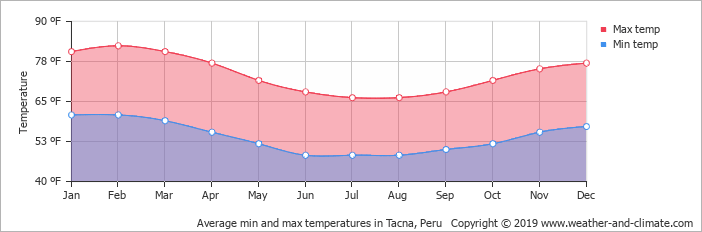 90 ºF
78 ºF
65 ºF
53 ºF
40 ºF
Temperature
Max temp
Min temp
Jan Feb Mar Apr May Jun Jul Aug Sep Oct Nov Dec
Average min and max temperatures in Tacna, Peru Copyright © 2019 www.weather-and-climate.com